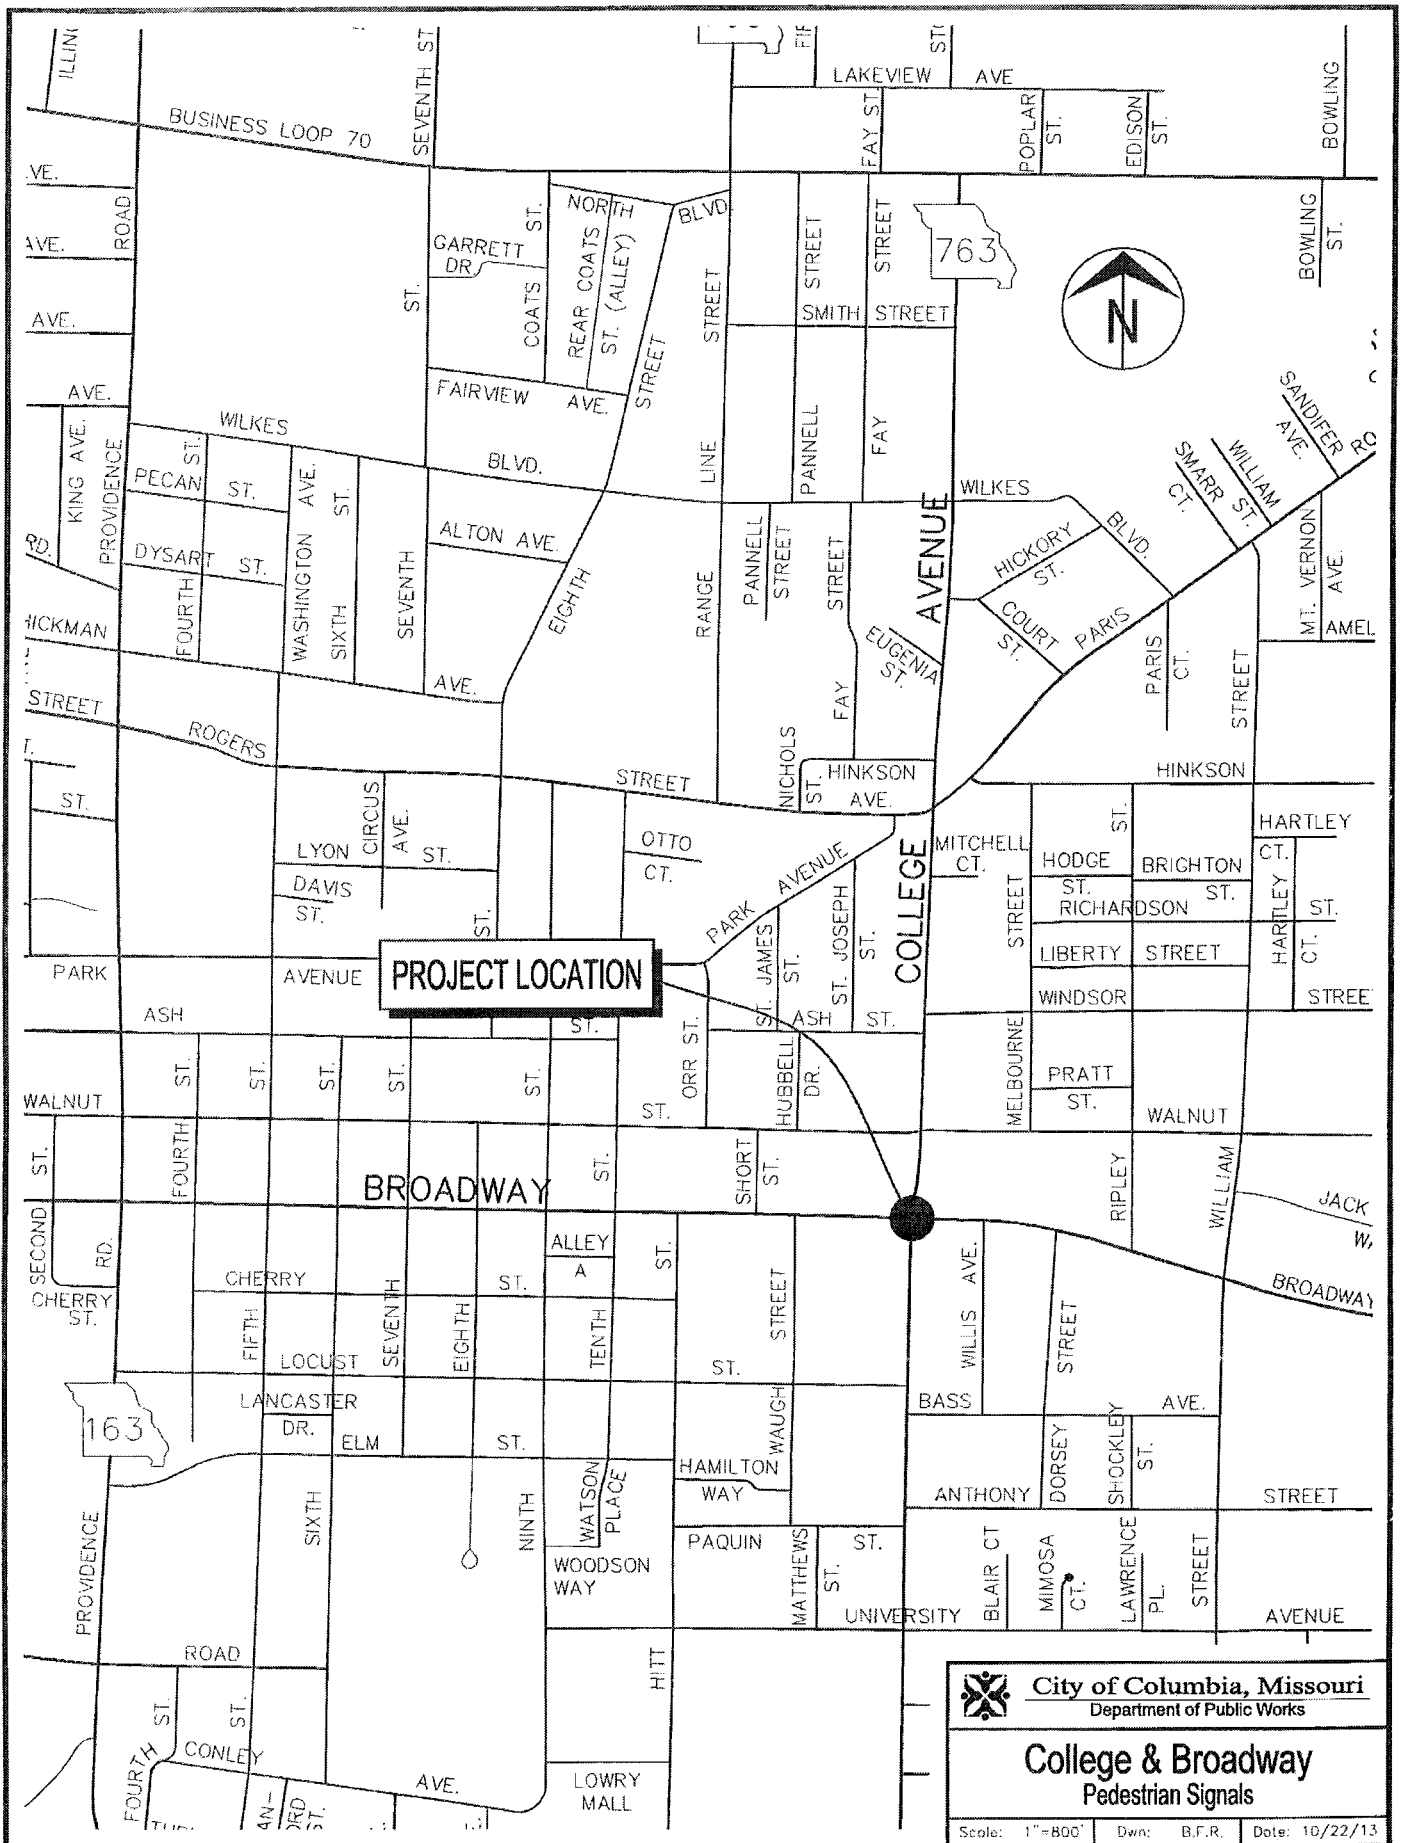 SEVENTH ST
LAKEVIEW AVE
BUSINESS LOOP 70
FAY ST.
POPLAR ST.
EDISON ST.
BOWLING
AVE.
ROAD
NORTH BLVD.
GARRETT DR.
COATS ST.
REAR COATS ST. (ALLEY)
STREET
STREET
STREET
763
BOWLING ST.
N
ST.
SMITH STREET
AVE.
FAIRVIEW AVE.
STREET
AVE.
WILKES
BLVD.
KING AVE.
PROVIDENCE
PECAN ST.
ST.
WASHINGTON AVE.
SIXTH ST.
LINE
PANNELL
FAY
SANDIFER AVE.
WILLIAM ST.
SMARR CT.
WILKES
BLVD.
AVENUE
ALTON AVE.
DYSART ST.
FOURTH
SEVENTH
EIGHTH
RANGE
PANNELL STREET
STREET
HICKORY ST.
COURT ST.
PARIS
MT. VERNON AVE.
HICKMAN
AVE.
EUGENIA ST.
PARIS CT.
STREET
STREET
ROGERS
STREET
NICHOLS ST.
FAY
HINKSON AVE.
HINKSON
ST.
CIRCUS AVE.
LYON ST.
DAVIS ST.
OTTO CT.
PARK AVENUE
COLLEGE
MITCHELL CT.
HODGE ST.
ST.
BRIGHTON ST.
HARTLEY CT.
RICHARDSON ST.
STREET
LIBERTY STREET
HARTLEY CT.
ST.
ST. JAMES ST.
ST. JOSEPH ST.
PARK AVENUE
PROJECT LOCATION
WINDSOR
ASH
ST.
ASH ST.
ORR ST.
HUBBELL DR.
MELBOURNE
PRATT ST.
ST.
ST.
ST.
ST.
ST.
WALNUT
ST.
WALNUT
SECOND ST.
FOURTH
BROADWAY
ST.
SHORT ST.
RIPLEY
WILLIAM
JACK
RD.
CHERRY ST.
CHERRY ST.
ALLEY A
ST.
STREET
WILLIS AVE.
STREET
BROADWAY
FIFTH
SEVENTH
EIGHTH
TENTH
LOCUST
ST.
163
LANCASTER DR.
ELM ST.
WAUGH
BASS AVE.
DORSEY
SHOCKLEY ST.
HAMILTON WAY
WATSON PLACE
ANTHONY STREET
PROVIDENCE
SIXTH
NINTH
WOODSON WAY
PAQUIN ST.
MATTHEWS ST.
BLAIR CT
MIMOSA CT.
LAWRENCE PL.
STREET
UNIVERSITY AVENUE
ROAD
HITT
FOURTH ST.
ST.
CONLEY
AVE.
LOWRY MALL
City of Columbia, Missouri
Department of Public Works
College & Broadway
Pedestrian Signals
Scale: 1"=800' Dwn: B.F.R. Date: 10/22/13